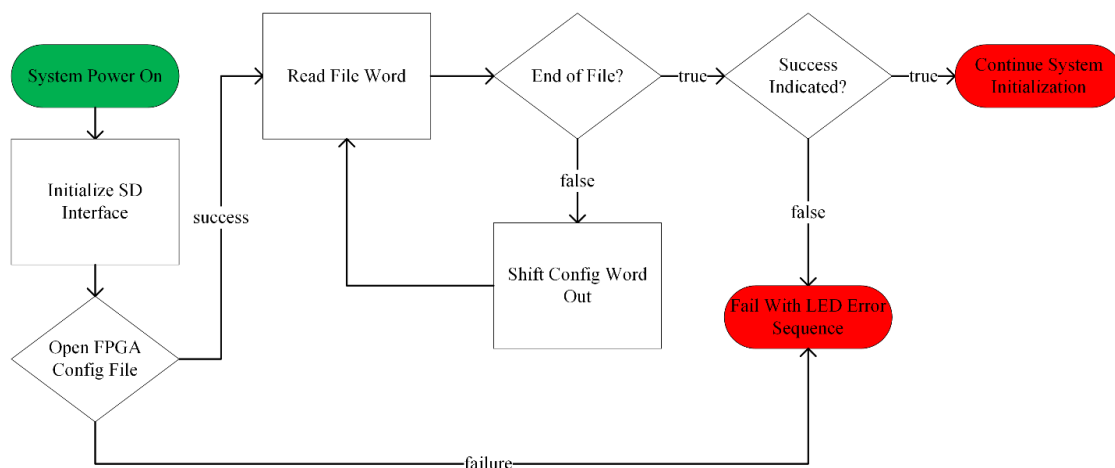 System Power On
Initialize SD
Interface
Open FPGA
Config File
success
failure
Read File Word
End of File?
true
false
Shift Config Word
Out
Success
Indicated?
true
false
Continue System
Initialization
Fail With LED Error
Sequence